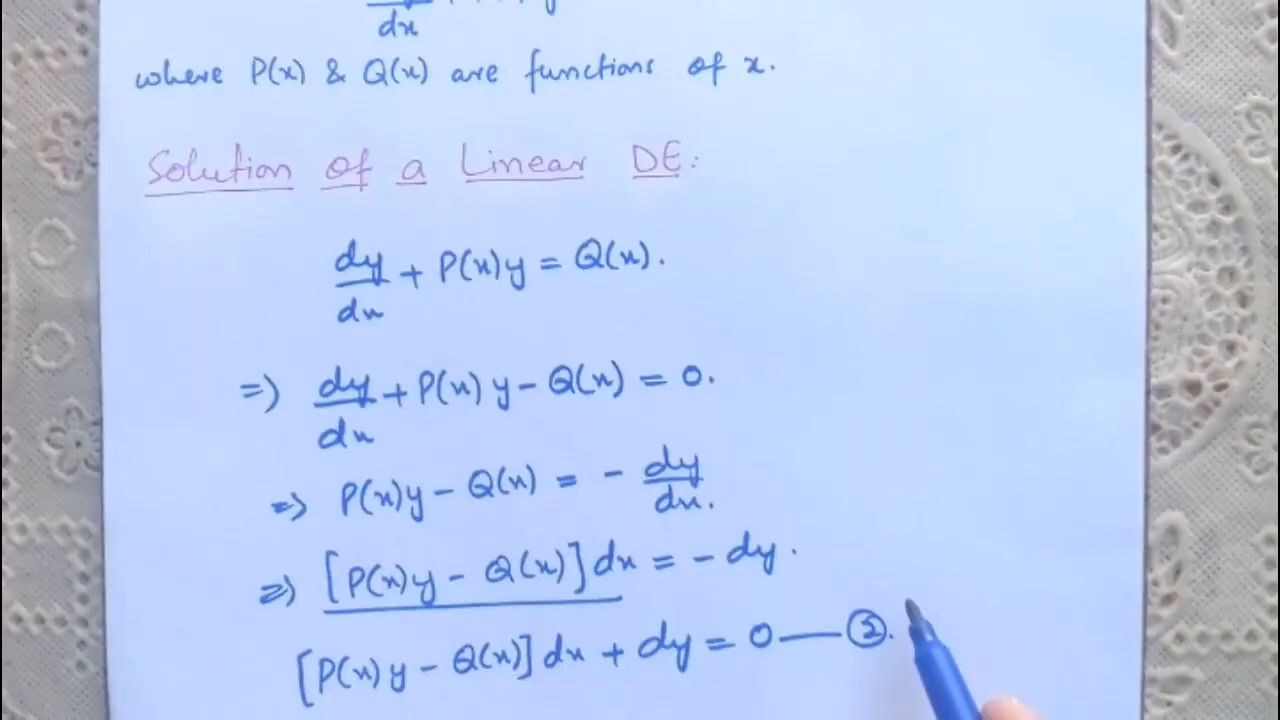 dx
where P(x) & Q(x) are functions of x.
Solution of a Linear DE:
dy/dx + P(x)y = Q(x).
=> dy/dx + P(x)y - Q(x) = 0.
=> P(x)y - Q(x) = - dy/dx.
=> [P(x)y - Q(x)]dx = - dy.
[P(x)y - Q(x)]dx + dy = 0 — ②.